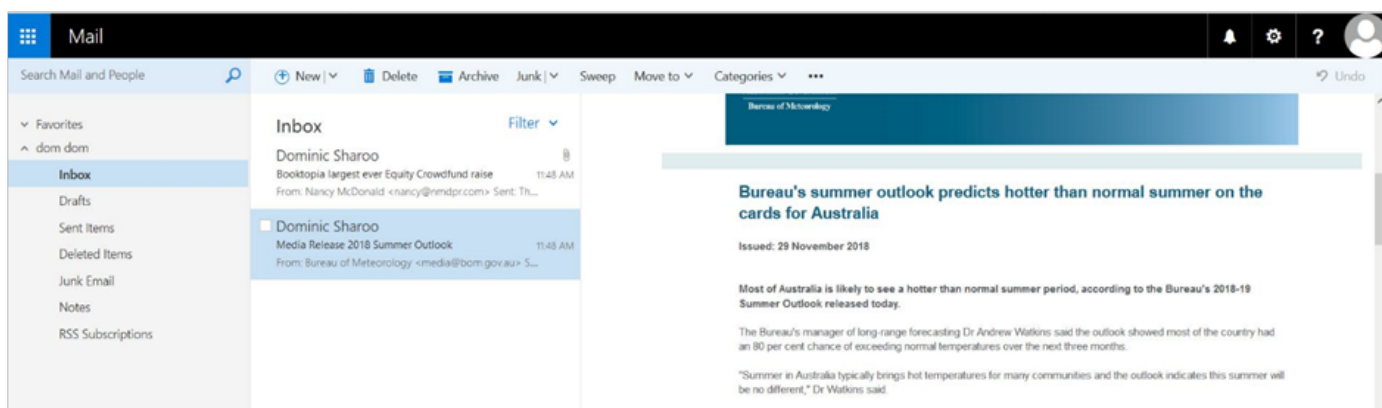 Mail
?
Search Mail and People
New
Delete
Archive
Junk
Sweep
Move to
Categories
...
Undo
Favorites
dom dom
Inbox
Drafts
Sent Items
Deleted Items
Junk Email
Notes
RSS Subscriptions
Inbox
Filter
Dominic Sharoo
Booktopia largest ever Equity Crowdfund raise 11:48 AM
From: Nancy McDonald <nancy@nmdpr.com> Sent: Th...
Dominic Sharoo
Media Release 2018 Summer Outlook 11:48 AM
From: Bureau of Meteorology <media@bom.gov.au> S...
Bureau of Meteorology
Bureau's summer outlook predicts hotter than normal summer on the
cards for Australia
Issued: 29 November 2018
Most of Australia is likely to see a hotter than normal summer period, according to the Bureau's 2018-19
Summer Outlook released today.
The Bureau's manager of long-range forecasting Dr Andrew Watkins said the outlook showed most of the country had
an 80 per cent chance of exceeding normal temperatures over the next three months.
"Summer in Australia typically brings hot temperatures for many communities and the outlook indicates this summer will
be no different," Dr Watkins said.